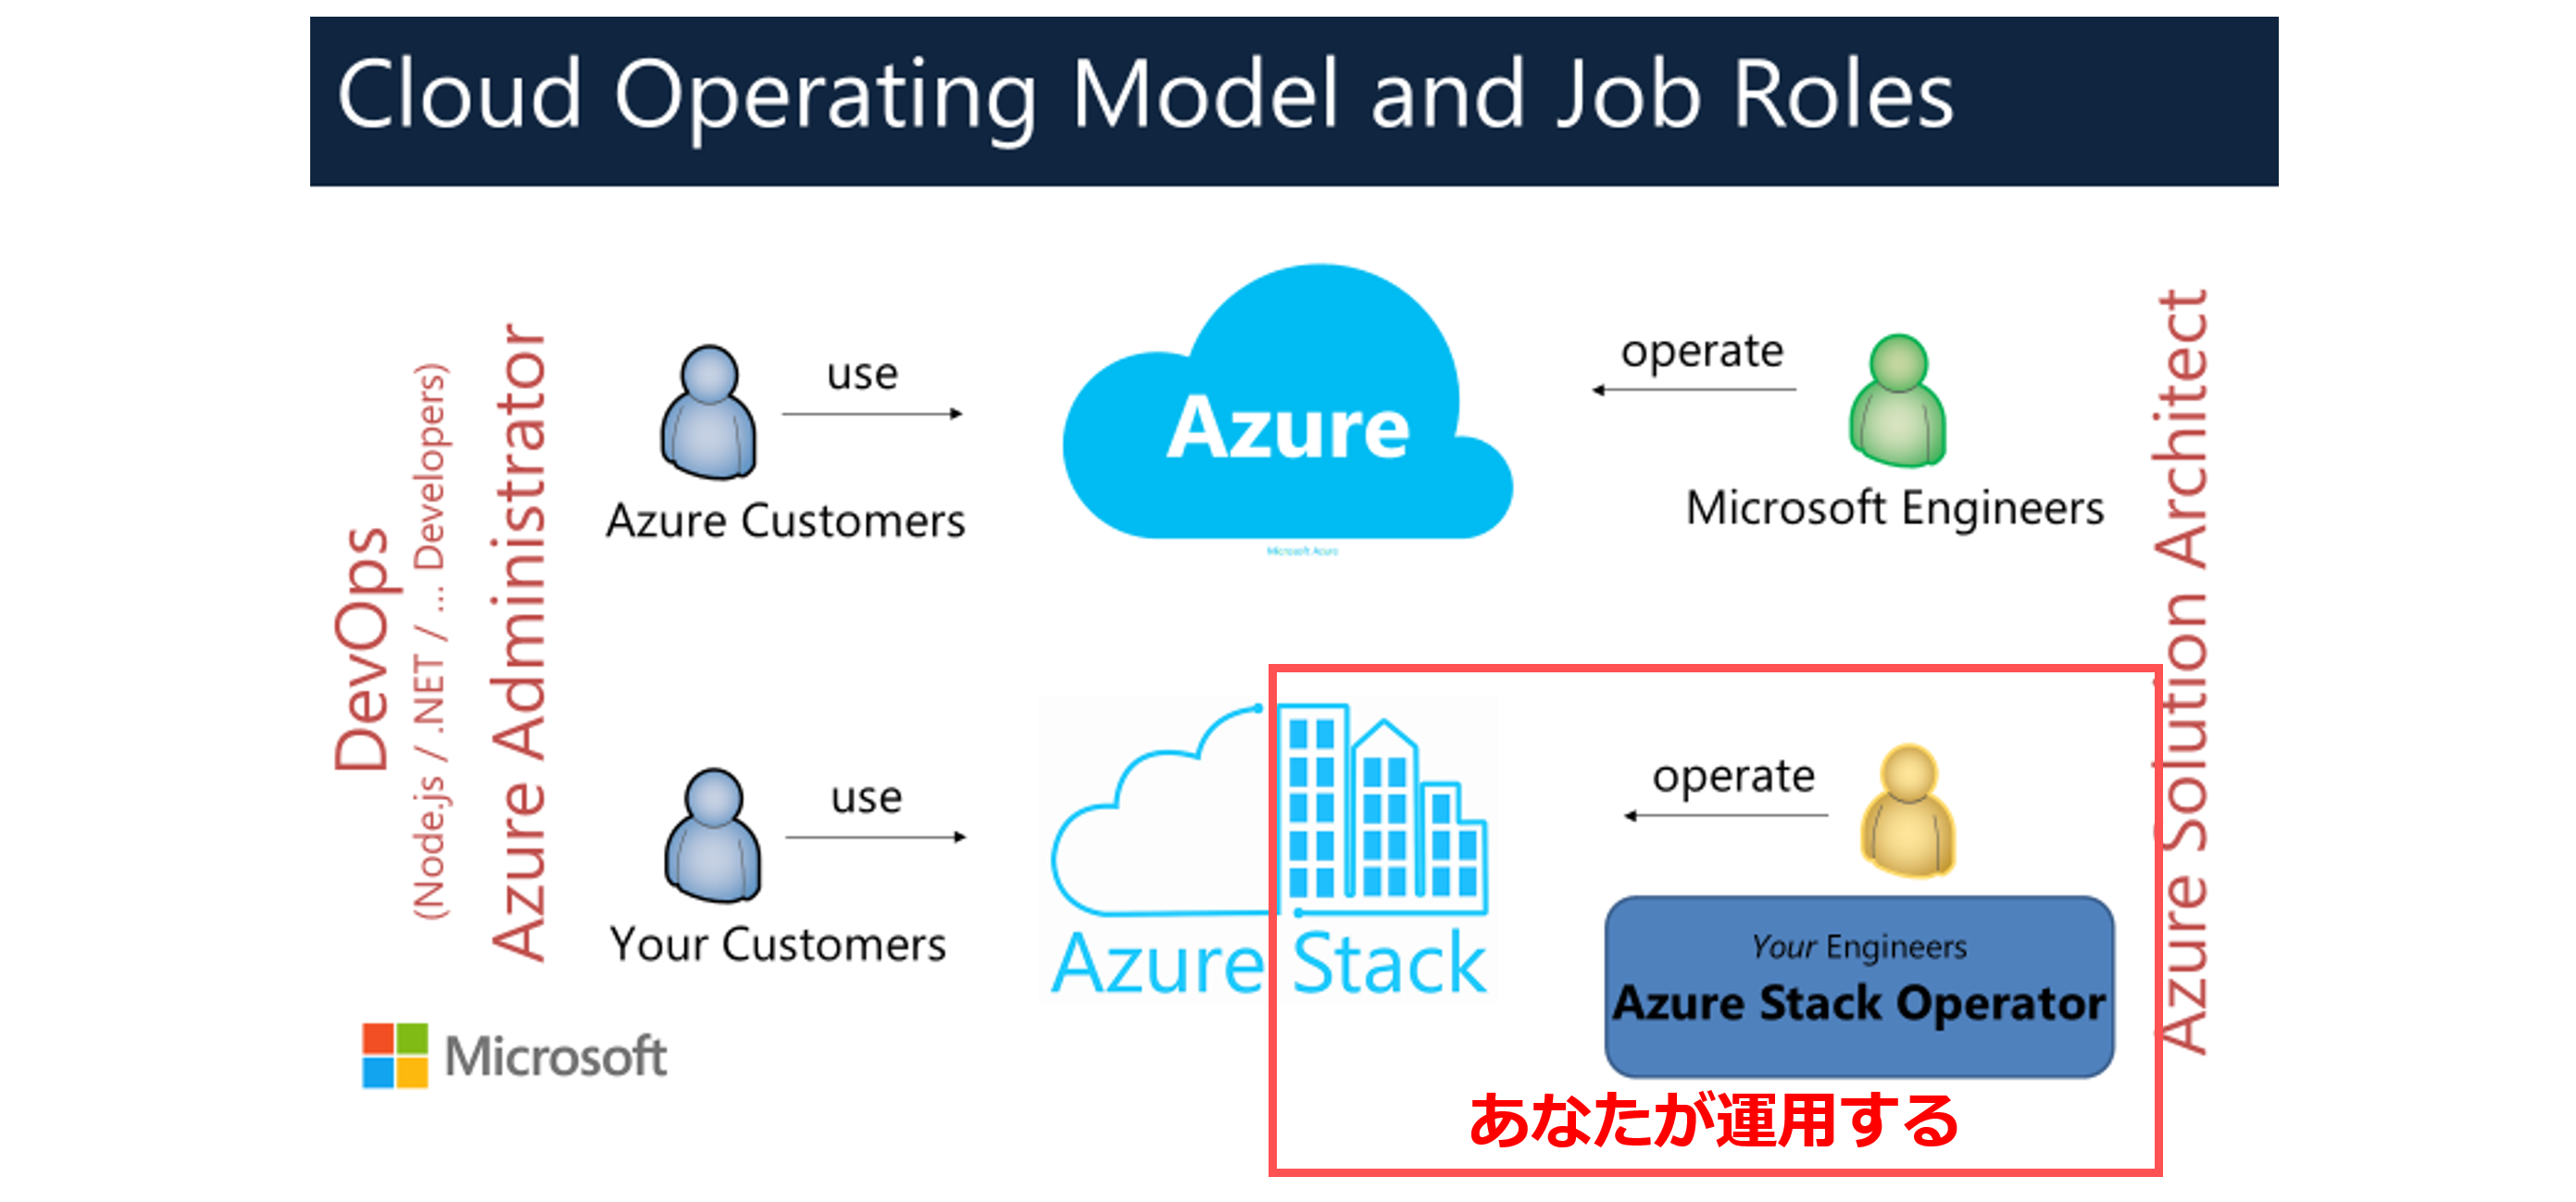 Cloud Operating Model and Job Roles
DevOps
(Node.js / .NET / ... Developers)
Azure Administrator
use
Azure Customers
Azure
Microsoft Azure
operate
Microsoft Engineers
Azure Solution Architect
use
Your Customers
Azure Stack
operate
Your Engineers
Azure Stack Operator
Microsoft
あなたが運用する